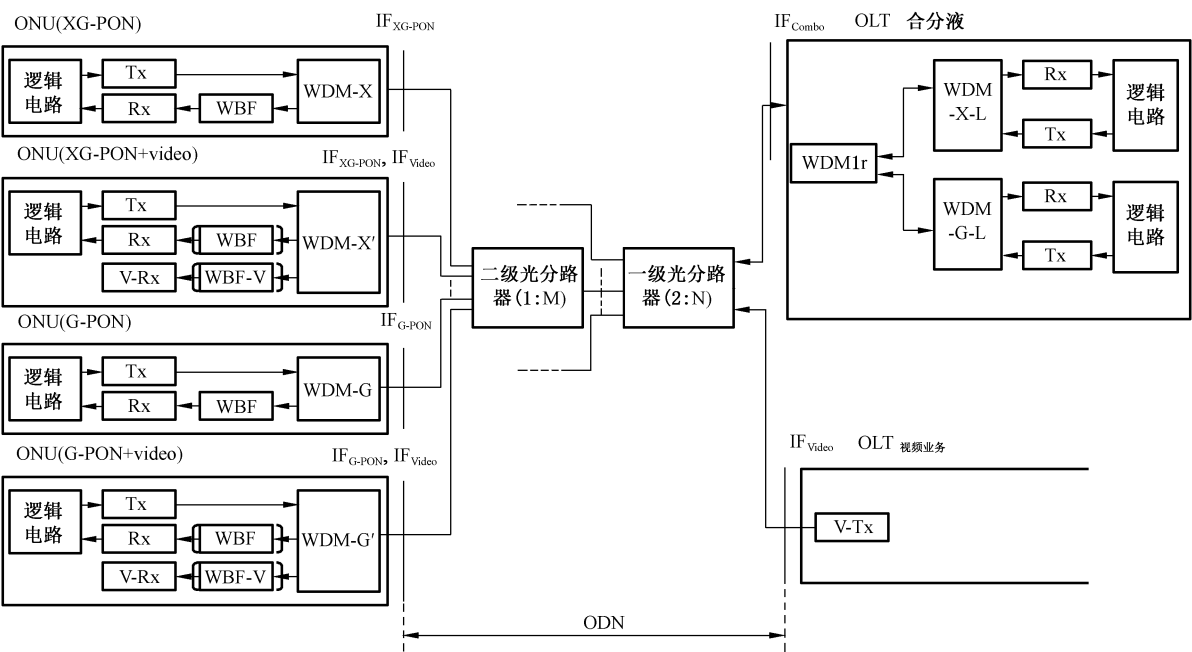 ONU(XG-PON)
IFXG-PON
逻辑
电路
Tx
Rx
WBF
WDM-X
ONU(XG-PON+video)
IFXG-PON, IFVideo
逻辑
电路
Tx
Rx
WBF
V-Rx
WBF-V
WDM-X′
ONU(G-PON)
IFG-PON
逻辑
电路
Tx
Rx
WBF
WDM-G
ONU(G-PON+video)
IFG-PON, IFVideo
逻辑
电路
Tx
Rx
WBF
V-Rx
WBF-V
WDM-G′
二级光分路
器(1:M)
一级光分路
器(2:N)
IFCombo OLT 合分液
WDM1r
WDM
-X-L
Rx
Tx
逻辑
电路
WDM
-G-L
Rx
Tx
逻辑
电路
IFVideo OLT 视频业务
V-Tx
ODN